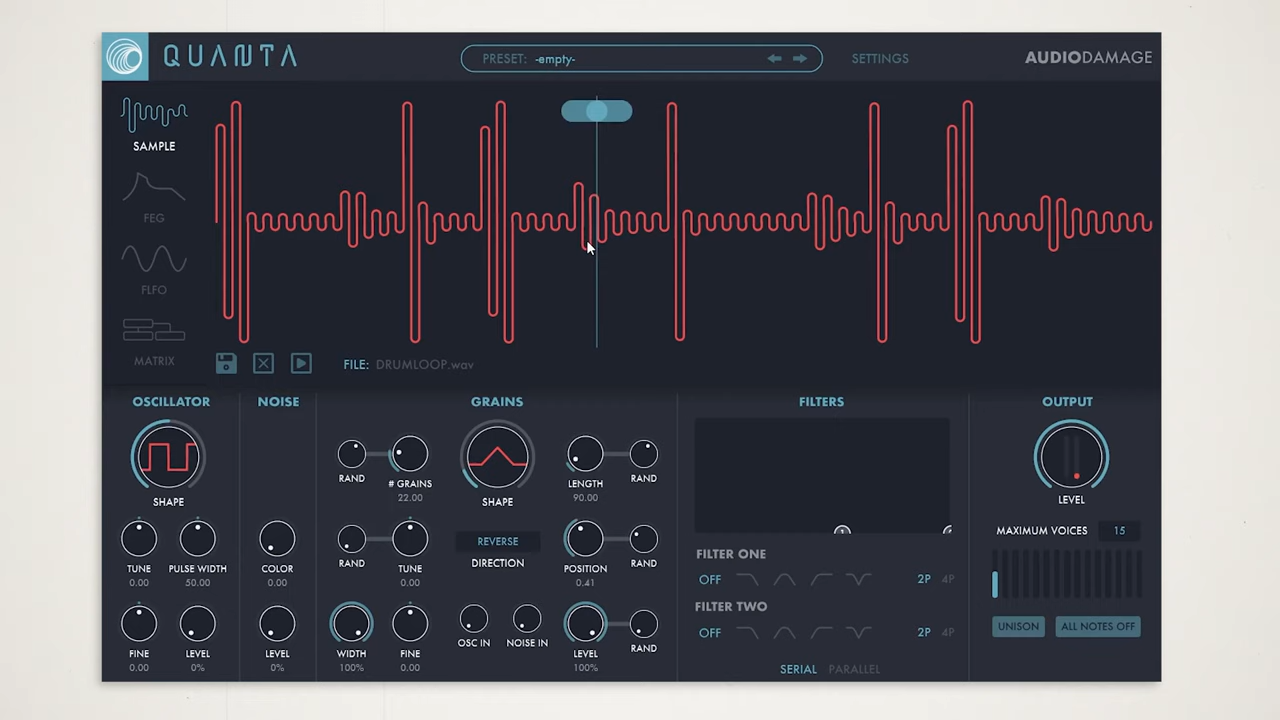 QUANTA
PRESET: -empty-
SETTINGS
AUDIODAMAGE
SAMPLE
FEG
FLFO
MATRIX
FILE: DRUMLOOP.wav
OSCILLATOR
NOISE
GRAINS
FILTERS
OUTPUT
SHAPE
RAND
# GRAINS
22.00
SHAPE
LENGTH
90.00
RAND
LEVEL
MAXIMUM VOICES 15
TUNE
0.00
PULSE WIDTH
50.00
COLOR
0.00
RAND
TUNE
0.00
REVERSE
DIRECTION
POSITION
0.41
RAND
FILTER ONE
OFF 2P 4P
FILTER TWO
OFF 2P 4P
SERIAL PARALLEL
UNISON
ALL NOTES OFF
FINE
0.00
LEVEL
0%
LEVEL
0%
WIDTH
100%
FINE
0.00
OSC IN
NOISE IN
LEVEL
100%
RAND
1